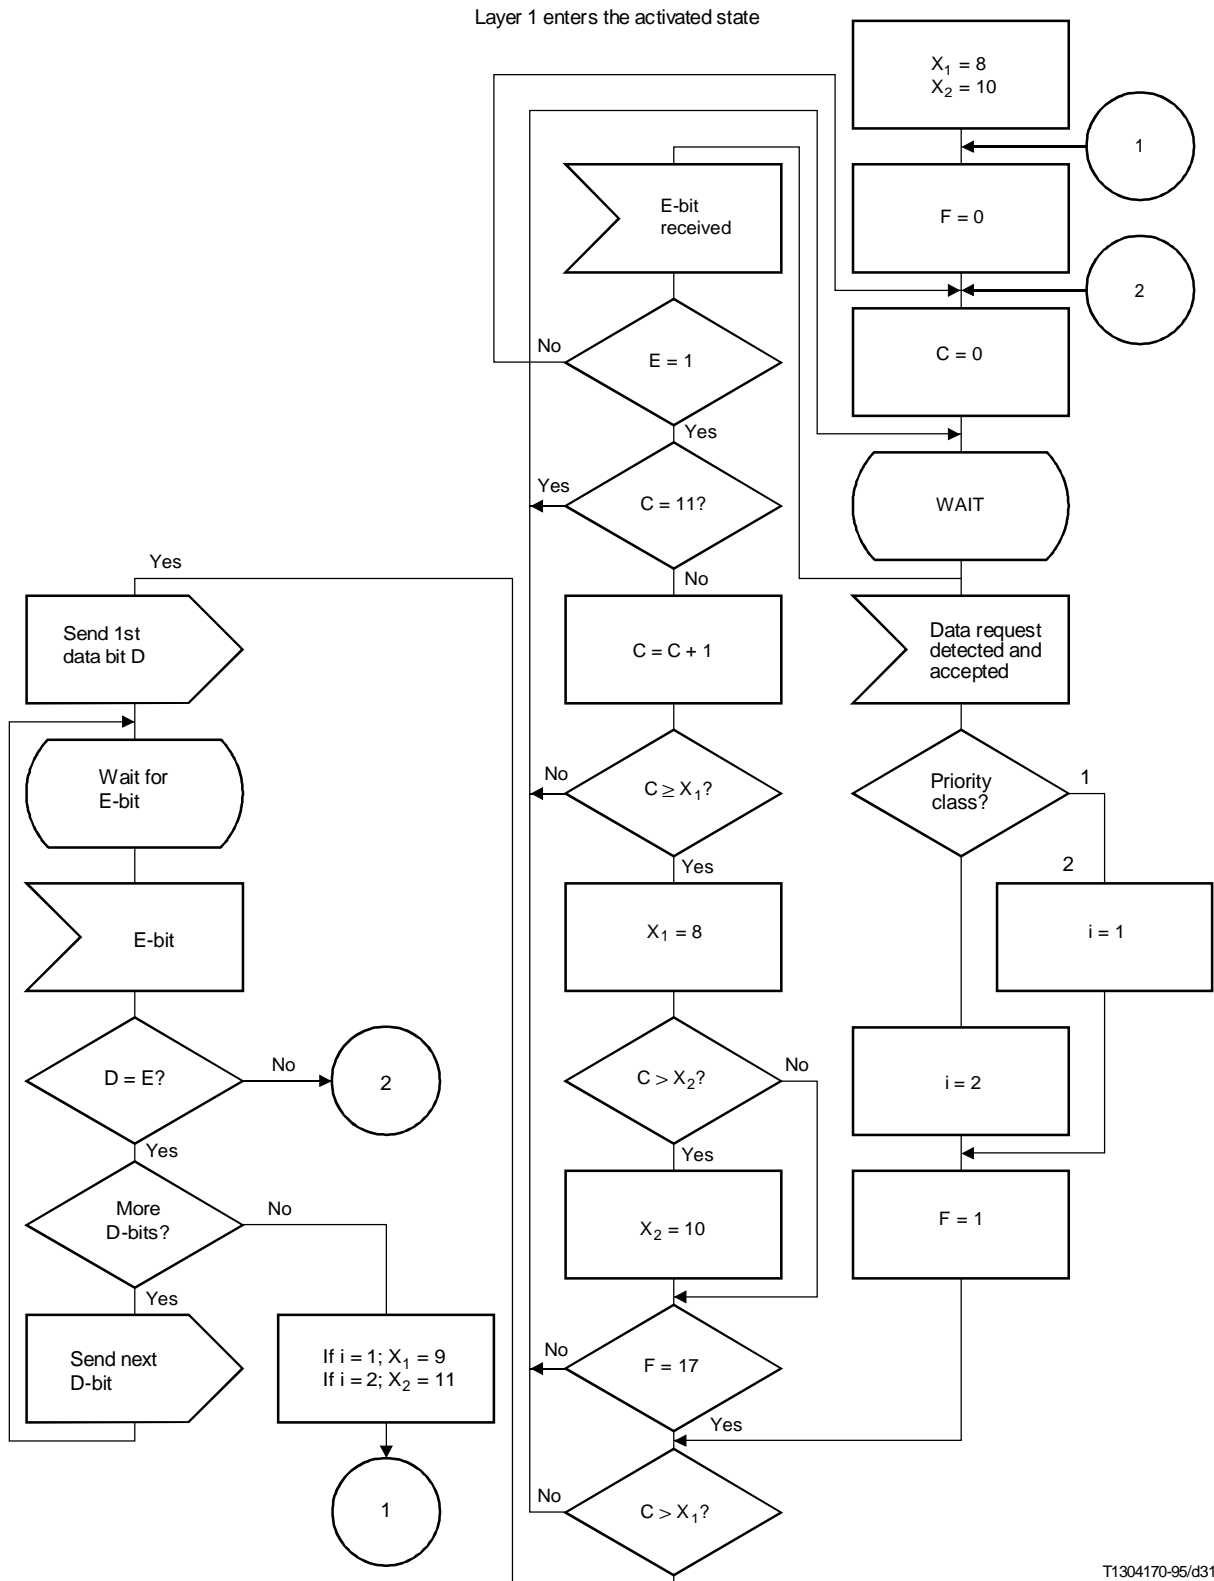 Layer 1 enters the activated state
X₁ = 8
X₂ = 10
1
F = 0
2
C = 0
WAIT
E-bit
received
E = 1
No
Yes
C = 11?
Yes
No
C = C + 1
C ≥ X₁?
No
Yes
X₁ = 8
C > X₂?
No
Yes
X₂ = 10
F = 17
No
Yes
C > X₁?
No
Data request
detected and
accepted
Priority
class?
1
2
i = 1
i = 2
F = 1
Yes
Send 1st
data bit D
Wait for
E-bit
E-bit
D = E?
No
2
Yes
More
D-bits?
No
Yes
Send next
D-bit
If i = 1; X₁ = 9
If i = 2; X₂ = 11
1
T1304170-95/d31